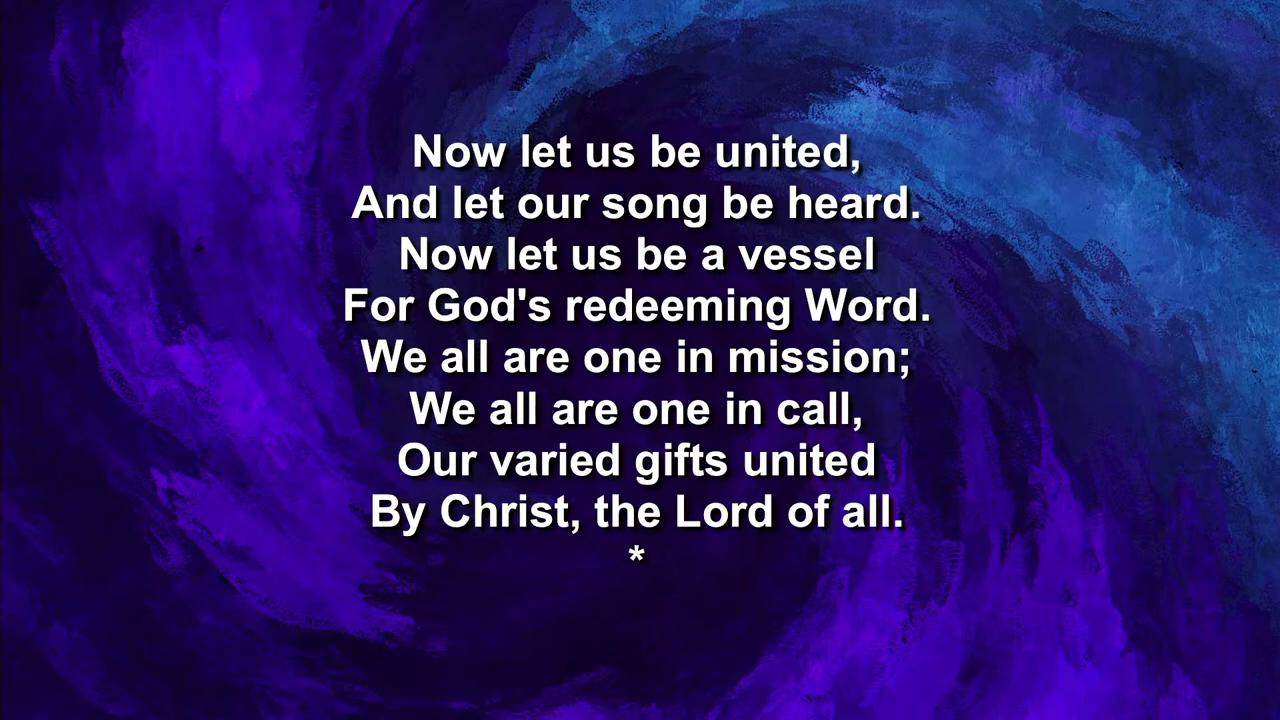 Now let us be united,
And let our song be heard.
Now let us be a vessel
For God's redeeming Word.
We all are one in mission;
We all are one in call,
Our varied gifts united
By Christ, the Lord of all.
*